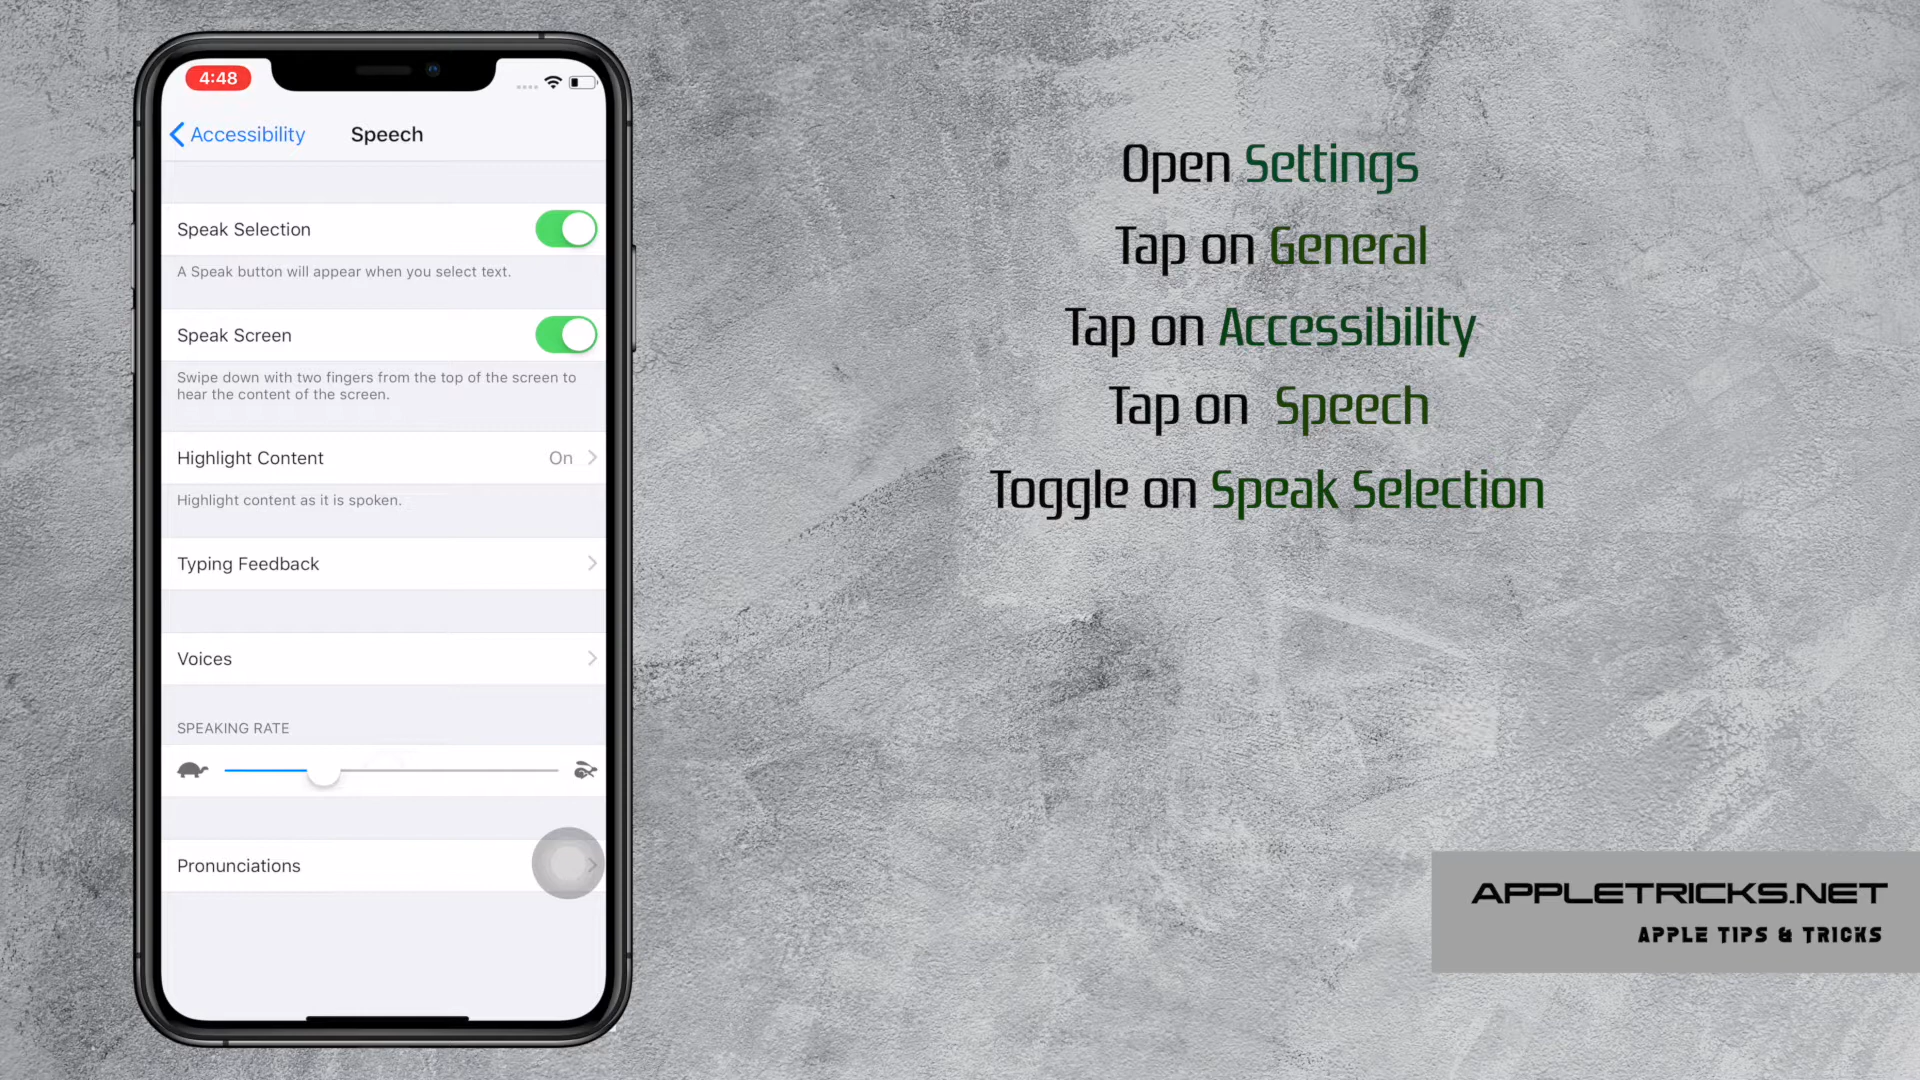 4:48
Accessibility
Speech
Speak Selection
A Speak button will appear when you select text.
Speak Screen
Swipe down with two fingers from the top of the screen to
hear the content of the screen.
Highlight Content
On
Highlight content as it is spoken.
Typing Feedback
Voices
SPEAKING RATE
Pronunciations
Open Settings
Tap on General
Tap on Accessibility
Tap on Speech
Toggle on Speak Selection
APPLETRICKS.NET
APPLE TIPS & TRICKS